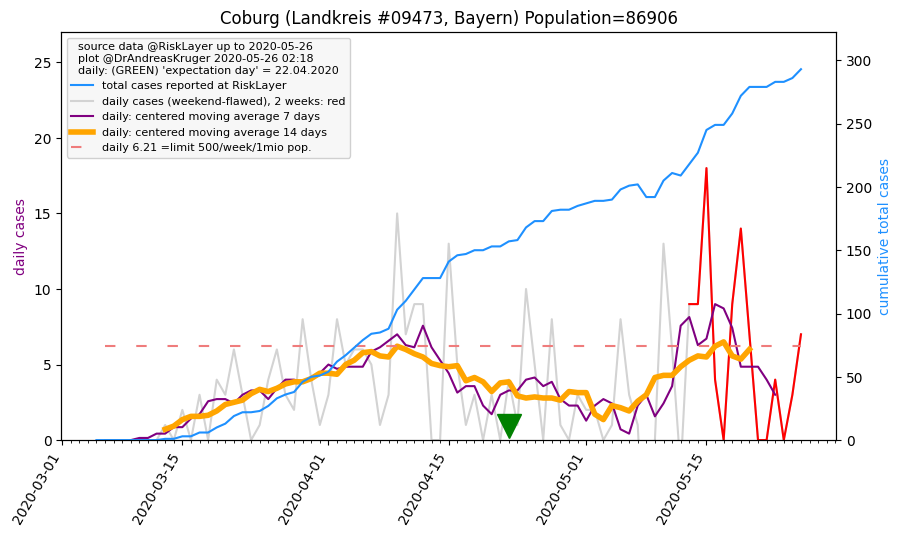 Coburg (Landkreis #09473, Bayern) Population=86906
source data @RiskLayer up to 2020-05-26
plot @DrAndreasKruger 2020-05-26 02:18
daily: (GREEN) 'expectation day' = 22.04.2020
total cases reported at RiskLayer
daily cases (weekend-flawed), 2 weeks: red
daily: centered moving average 7 days
daily: centered moving average 14 days
daily 6.21 =limit 500/week/1mio pop.
daily cases
25
20
15
10
5
0
cumulative total cases
300
250
200
150
100
50
0
2020-03-01
2020-03-15
2020-04-01
2020-04-15
2020-05-01
2020-05-15